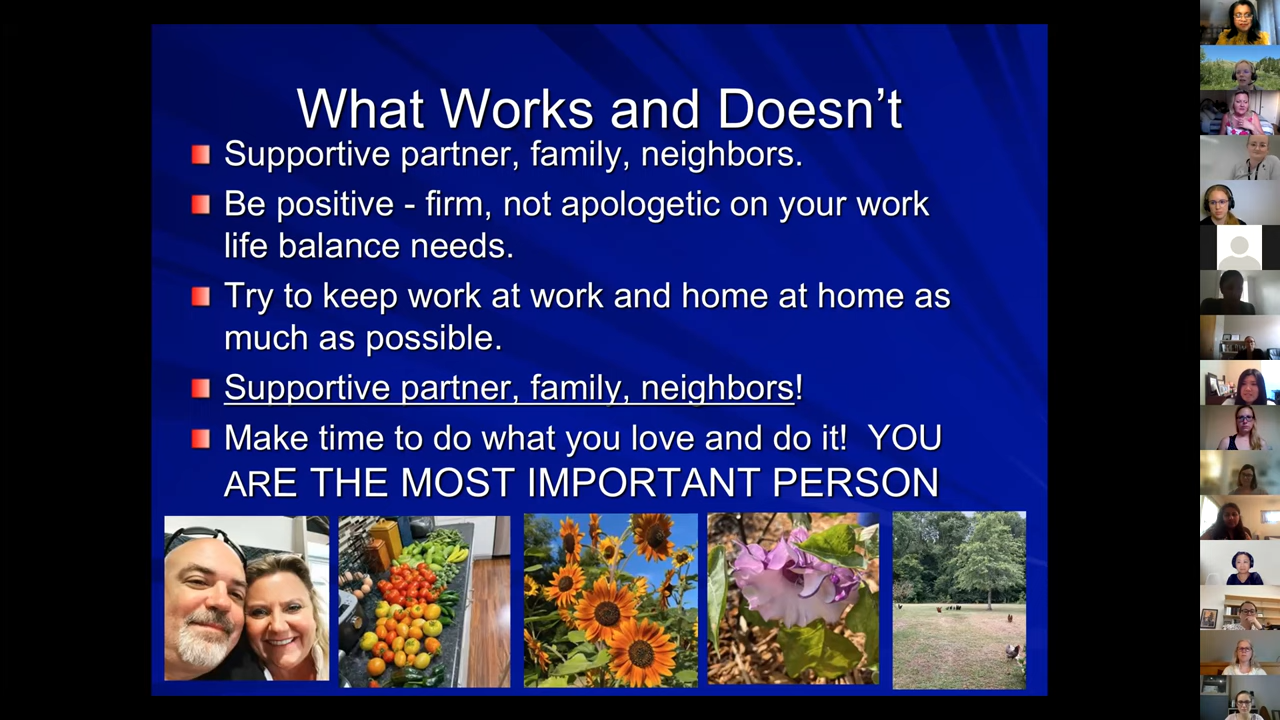 What Works and Doesn’t
Supportive partner, family, neighbors.
Be positive - firm, not apologetic on your work
life balance needs.
Try to keep work at work and home at home as
much as possible.
Supportive partner, family, neighbors!
Make time to do what you love and do it!  YOU
ARE THE MOST IMPORTANT PERSON